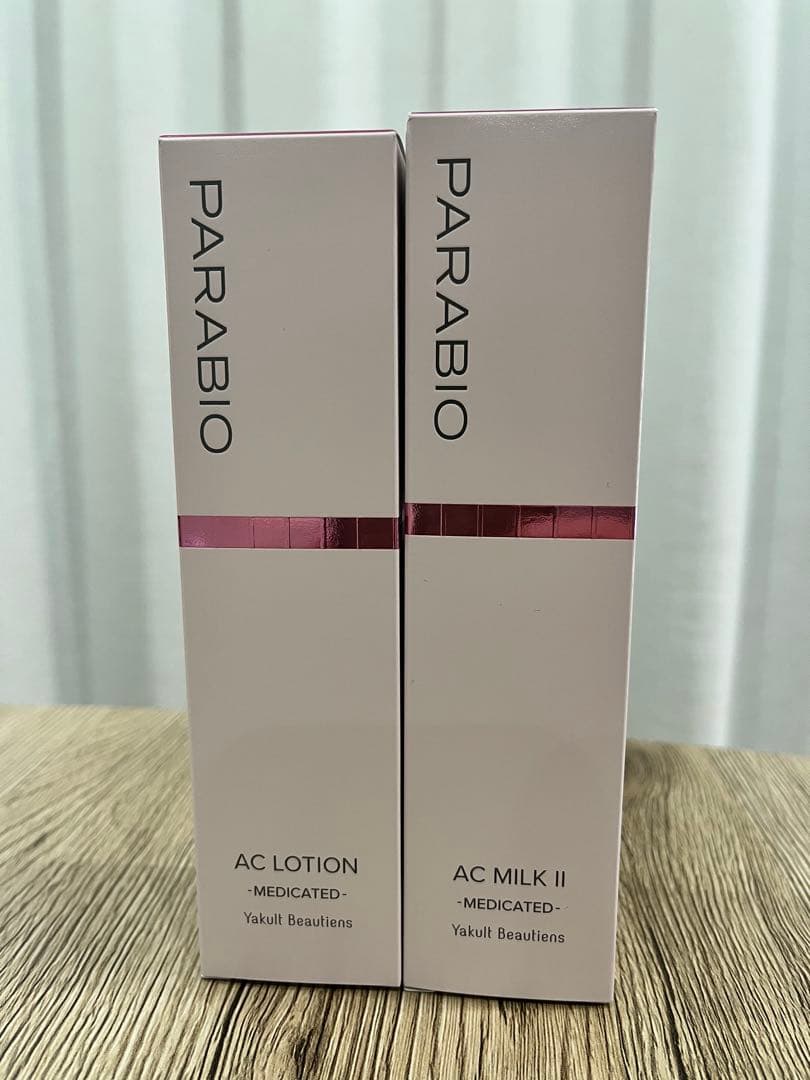 PARABIO
AC LOTION
-MEDICATED-
Yakult Beautiens
PARABIO
AC MILK II
-MEDICATED-
Yakult Beautiens